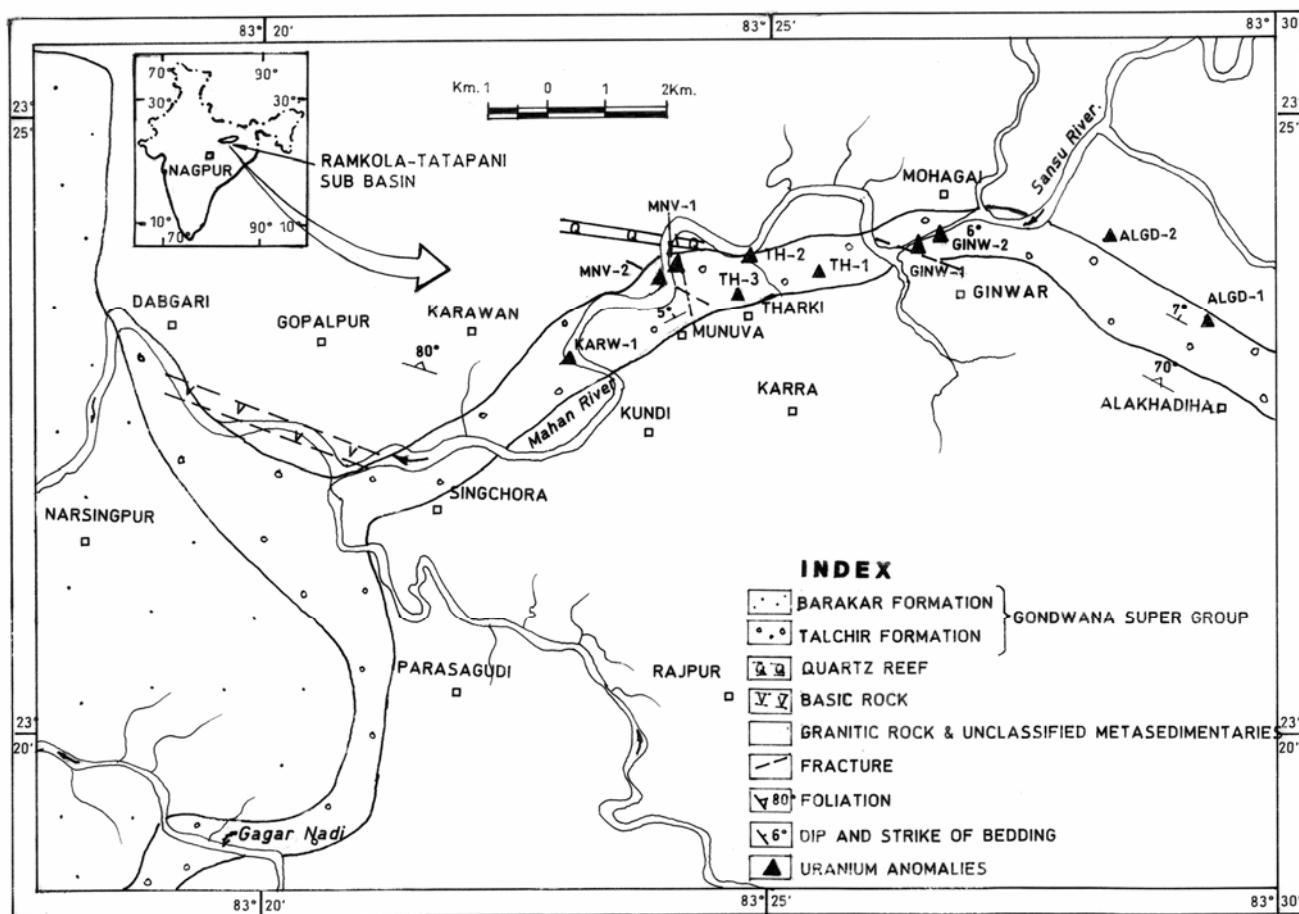 83° 20'
83° 25'
30'
23°
25'
70°
90°
30°
30°
NAGPUR
10°
70°
90°
10°
RAMKOLA-TATAPANI
SUB BASIN
Km. 1 0 1 2Km.
Sansu River.
MOHAGAI
MNV-1
6°
GINW-2
ALGD-2
MNV-2
TH-2
TH-1
GINW-1
TH-3
GINWAR
ALGD-1
7°
THARKI
5°
MUNUVA
DABGARI
GOPALPUR
KARAWAN
80°
KARW-1
70°
KARRA
ALAKHADIHA
Mahan River
KUNDI
SINGCHORA
NARSINGPUR
PARASAGUDI
RAJPUR
Gagar Nadi
INDEX
BARAKAR FORMATION
TALCHIR FORMATION
GONDWANA SUPER GROUP
QUARTZ REEF
BASIC ROCK
GRANITIC ROCK & UNCLASSIFIED METASEDIMENTARIES
FRACTURE
80° FOLIATION
6° DIP AND STRIKE OF BEDDING
URANIUM ANOMALIES
23°
20'
23°
20'
83° 20'
83° 25'
83° 30'